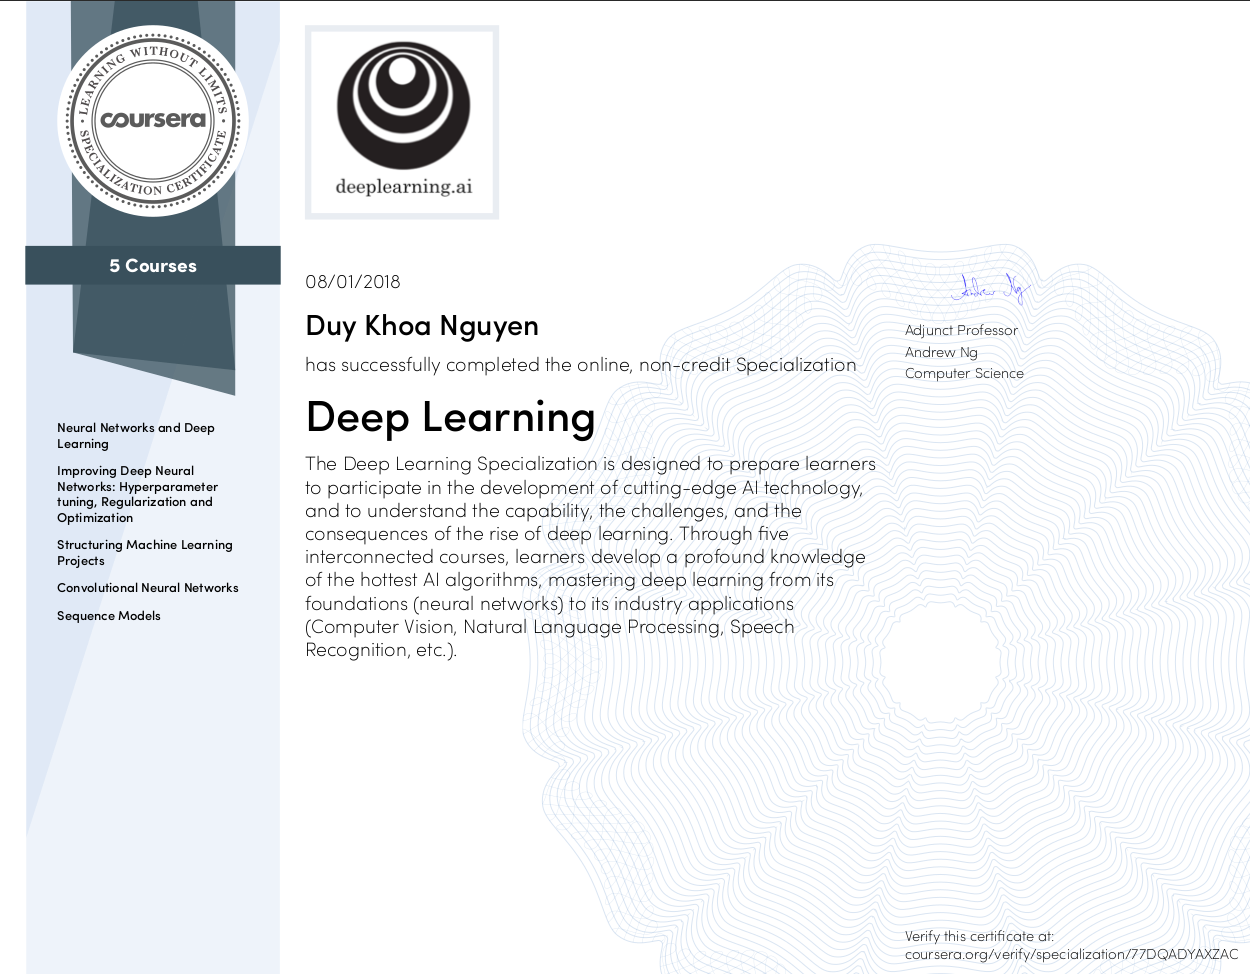 LEARNING WITHOUT LIMITS
coursera
SPECIALIZATION CERTIFICATE
5 Courses
Neural Networks and Deep
Learning
Improving Deep Neural
Networks: Hyperparameter
tuning, Regularization and
Optimization
Structuring Machine Learning
Projects
Convolutional Neural Networks
Sequence Models
deeplearning.ai
08/01/2018
Duy Khoa Nguyen
has successfully completed the online, non-credit Specialization
Deep Learning
The Deep Learning Specialization is designed to prepare learners
to participate in the development of cutting-edge AI technology,
and to understand the capability, the challenges, and the
consequences of the rise of deep learning. Through five
interconnected courses, learners develop a profound knowledge
of the hottest AI algorithms, mastering deep learning from its
foundations (neural networks) to its industry applications
(Computer Vision, Natural Language Processing, Speech
Recognition, etc.).
Andrew Ng
Adjunct Professor
Andrew Ng
Computer Science
Verify this certificate at:
coursera.org/verify/specialization/77DQADYAXZAC